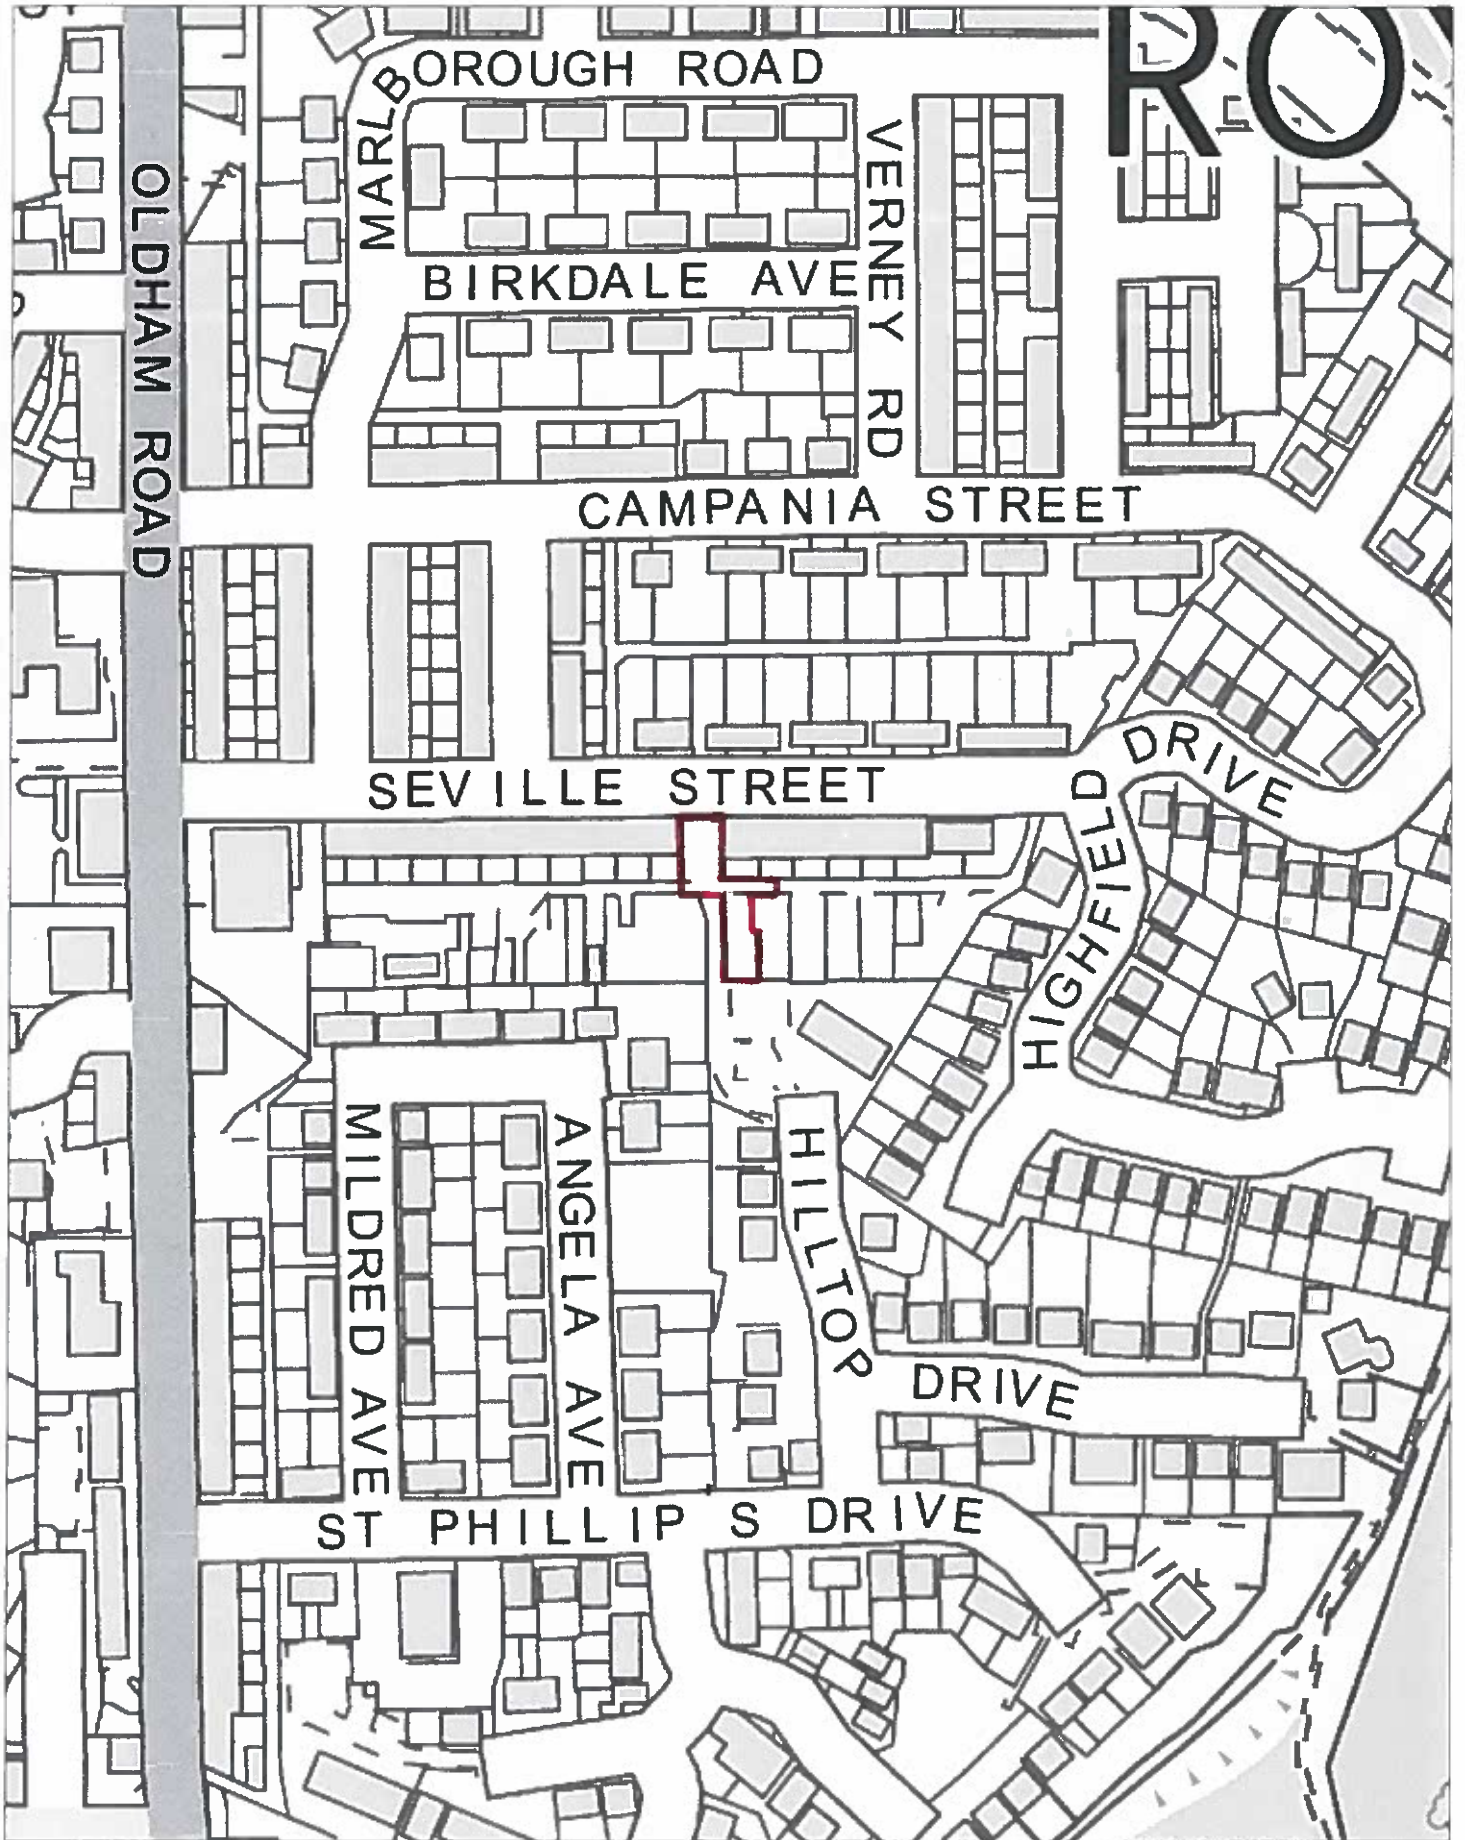 RO
MARLBOROUGH ROAD
OLDHAM ROAD
VERNEY RD
BIRKDALE AVE
CAMPANIA STREET
SEVILLE STREET
HIGHFIELD DRIVE
MILDRED AVE
ANGELA AVE
HILLTOP DRIVE
ST PHILLIP S DRIVE